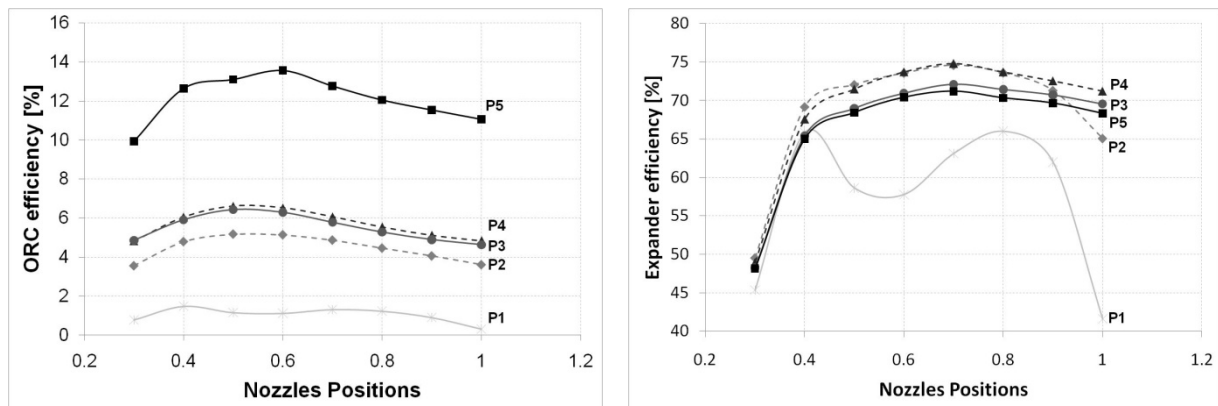 ORC efficiency [%]
16
14
12
10
8
6
4
2
0
P5
P4
P3
P2
P1
0.2 0.4 0.6 0.8 1 1.2
Nozzles Positions
Expander efficiency [%]
80
75
70
65
60
55
50
45
40
P4
P3
P5
P2
P1
0.2 0.4 0.6 0.8 1 1.2
Nozzles Positions